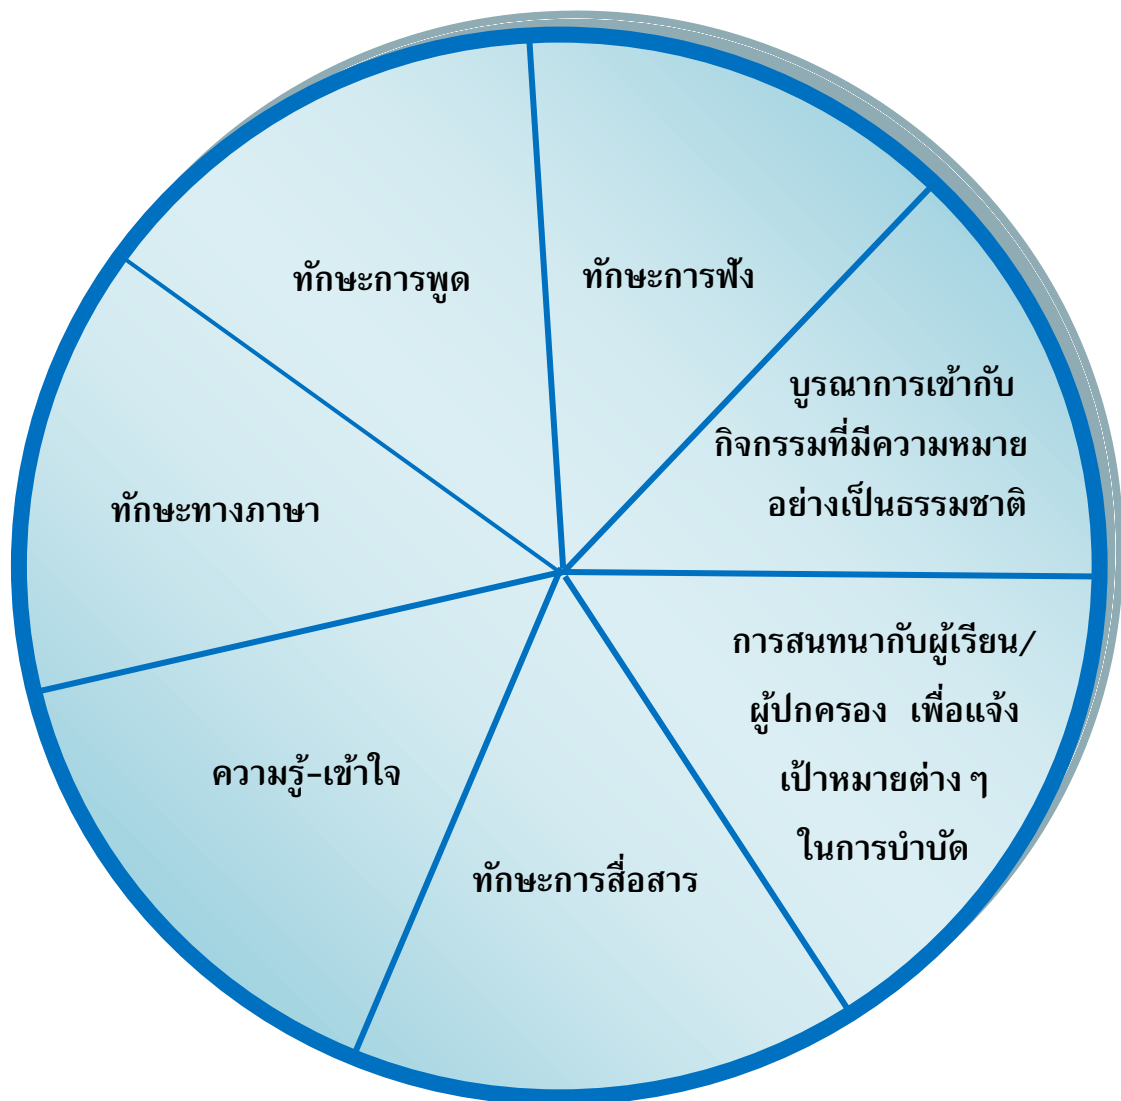 ทักษะการพูด
ทักษะการฟัง
บูรณาการเข้ากับ
กิจกรรมที่มีความหมาย
อย่างเป็นธรรมชาติ
ทักษะทางภาษา
การสนทนากับผู้เรียน/
ผู้ปกครอง เพื่อแจ้ง
เป้าหมายต่าง ๆ
ในการบำบัด
ความรู้-เข้าใจ
ทักษะการสื่อสาร